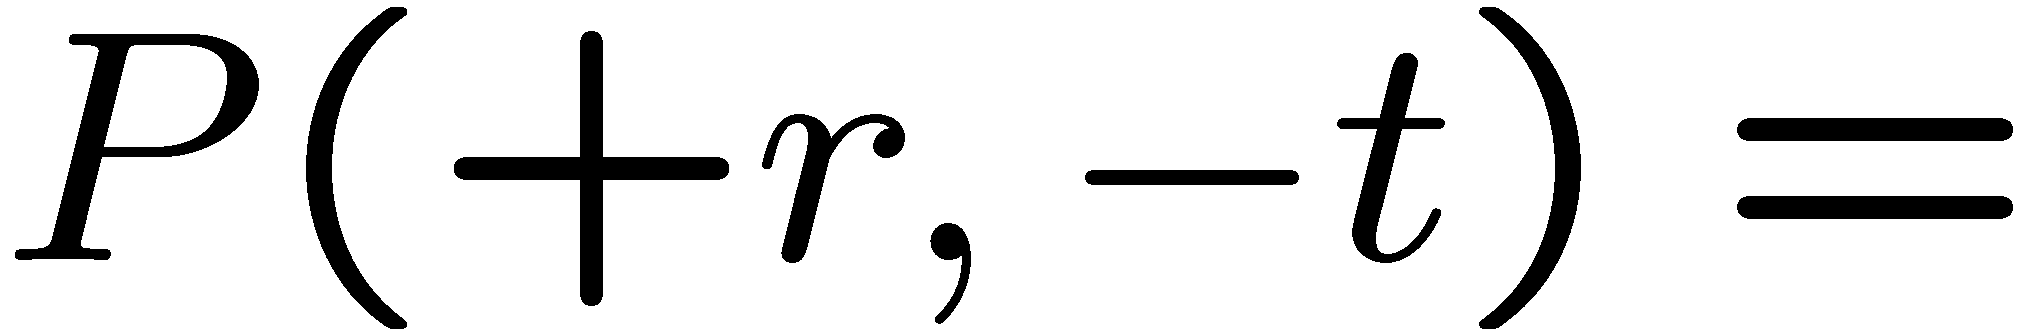 P(+r, −t) =